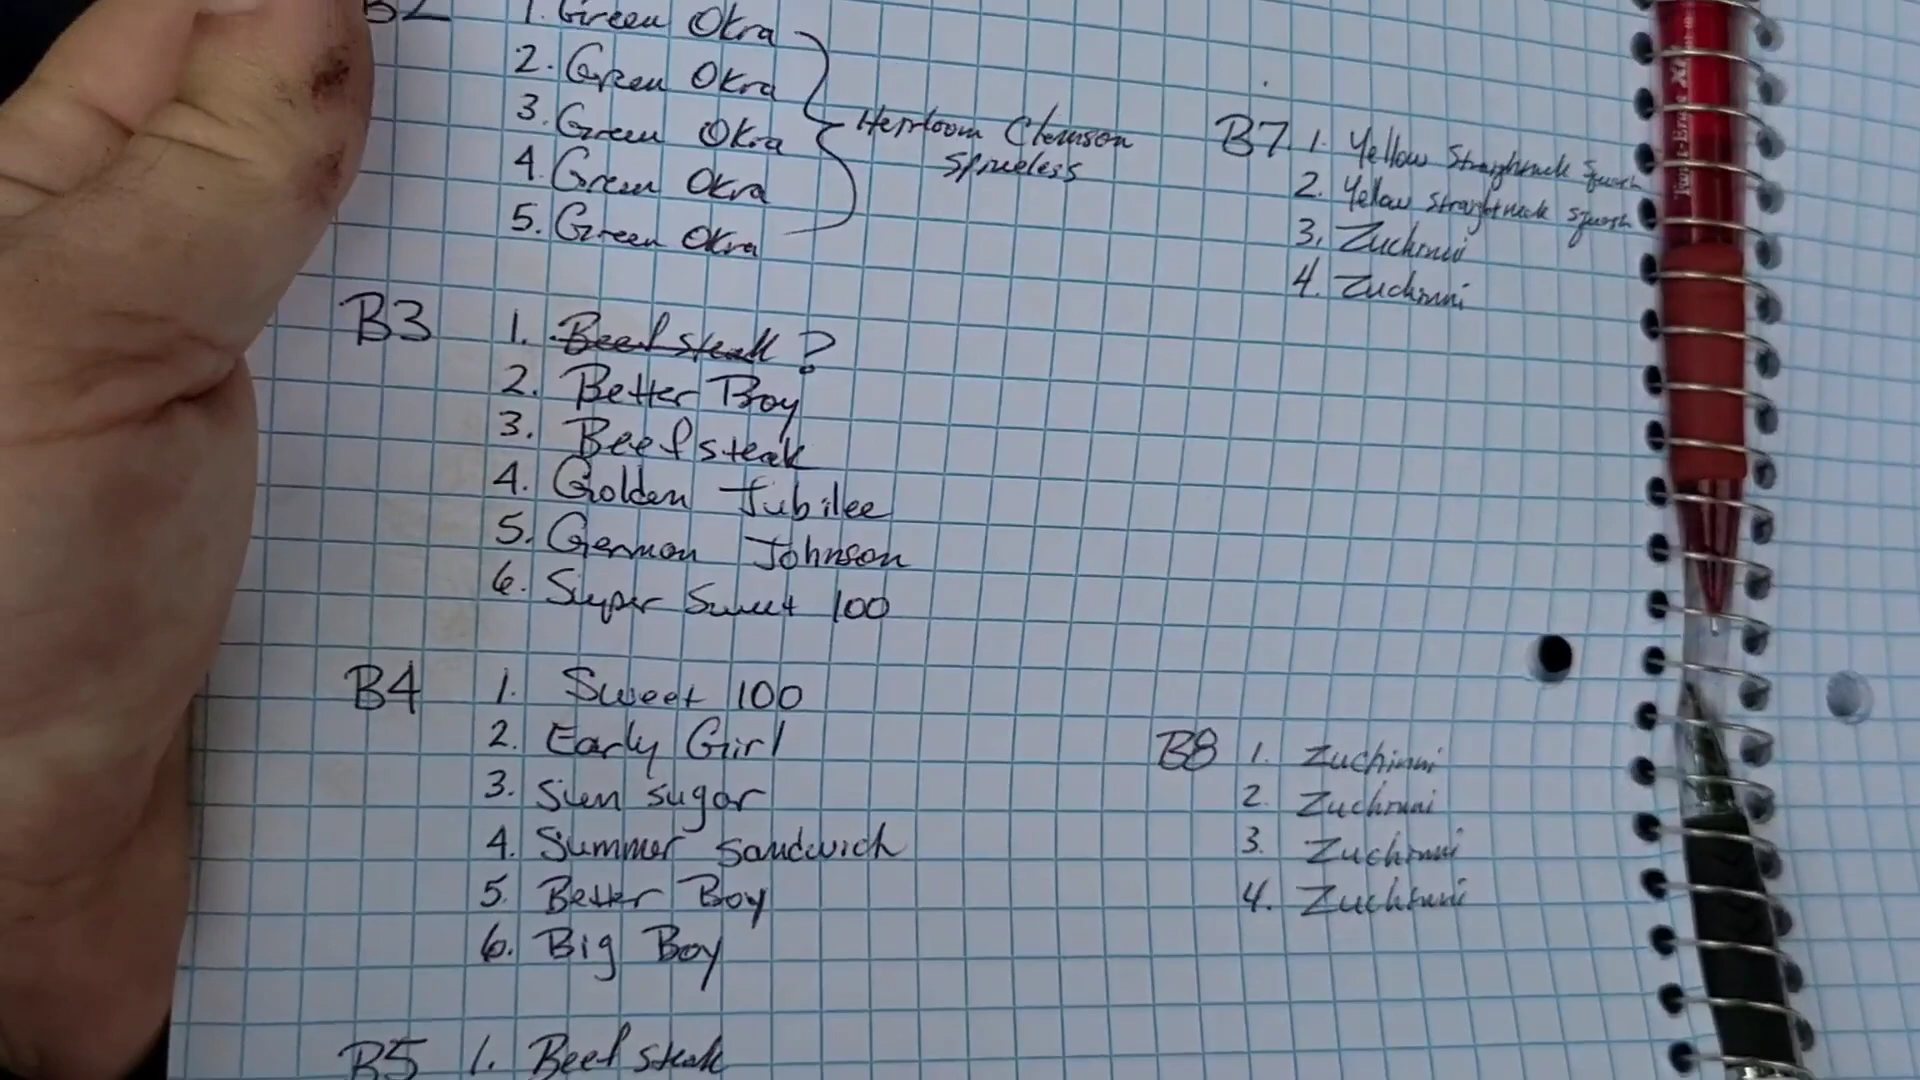 B2 1. Green Okra
2. Green Okra
3. Green Okra
4. Green Okra
5. Green Okra
Heirloom Clemson
Spineless
B3 1. Beefsteak ?
2. Better Boy
3. Beefsteak
4. Golden Jubilee
5. German Johnson
6. Super Sweet 100
B4 1. Sweet 100
2. Early Girl
3. Sun sugar
4. Summer Sandwich
5. Better Boy
6. Big Boy
B5 1. Beefsteak
B7 1. Yellow Straightneck Squash
2. Yellow Straightneck squash
3. Zuchinni
4. Zuchinni
B8 1. Zuchinni
2. Zuchinni
3. Zuchinni
4. Zuchinni